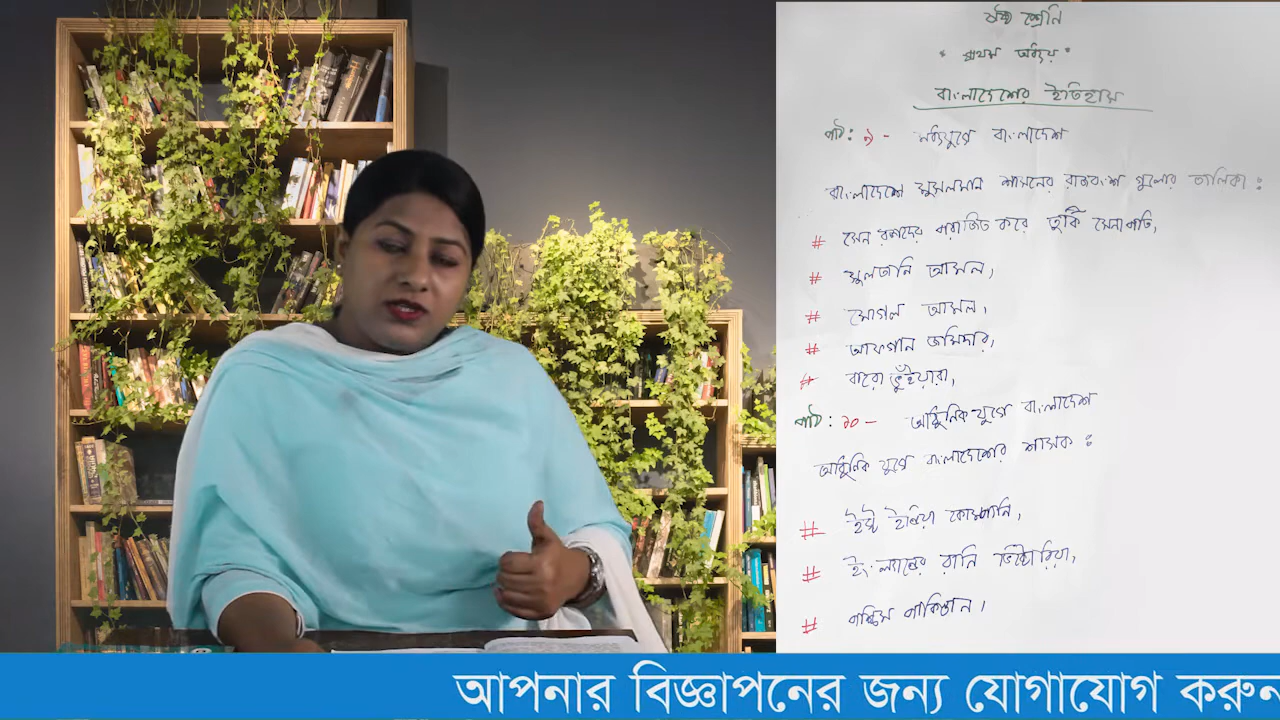 ষষ্ঠ শ্রেনি
" প্রথম অধ্যায় "
বাংলাদেশের ইতিহাস
পাঠ : ৯ - মধ্যযুগে বাংলাদেশ
বাংলাদেশে মুসলমান শাসনের রাজবংশ গুলোর তালিকা :
# সেন বংশদের পরাজিত করে তুর্কি সেনাপতি,
# সুলতানি আমল,
# মোগল আমল,
# আফগান জমিদার,
# বারো ভূঁইয়ারা,
পাঠ : ১০ - আধুনিক যুগে বাংলাদেশ
আধুনিক যুগে বাংলাদেশের শাসক :
# ইস্ট ইন্ডিয়া কোম্পানি,
# ইংল্যান্ডের রানি ভিক্টোরিয়া,
# পশ্চিম পাকিস্তান।
আপনার বিজ্ঞাপনের জন্য যোগাযোগ করুন